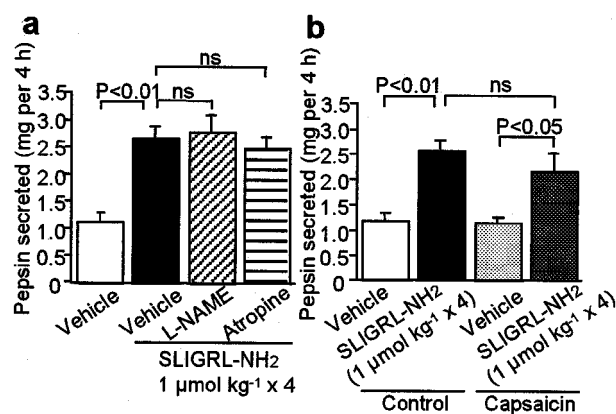 a
ns
P<0.01
ns
Pepsin secreted (mg per 4 h)
3.5
3.0
2.5
2.0
1.5
1.0
0.5
0
Vehicle
Vehicle
L-NAME
Atropine
SLIGRL-NH2
1 μmol kg-1 x 4
b
P<0.01
ns
P<0.05
Pepsin secreted (mg per 4 h)
3.5
3.0
2.5
2.0
1.5
1.0
0.5
0
Vehicle
SLIGRL-NH2
(1 μmol kg-1 x 4)
Vehicle
SLIGRL-NH2
(1 μmol kg-1 x 4)
Control
Capsaicin